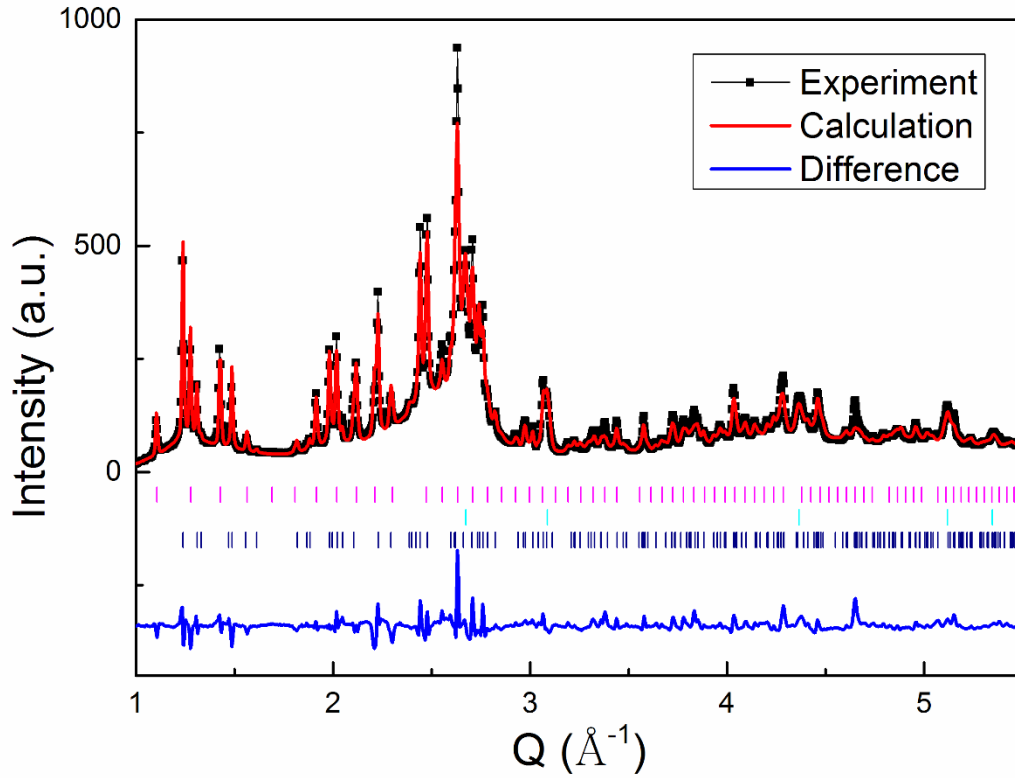 1000
500
0
Intensity (a.u.)
Experiment
Calculation
Difference
1
2
3
4
5
Q (Å⁻¹)